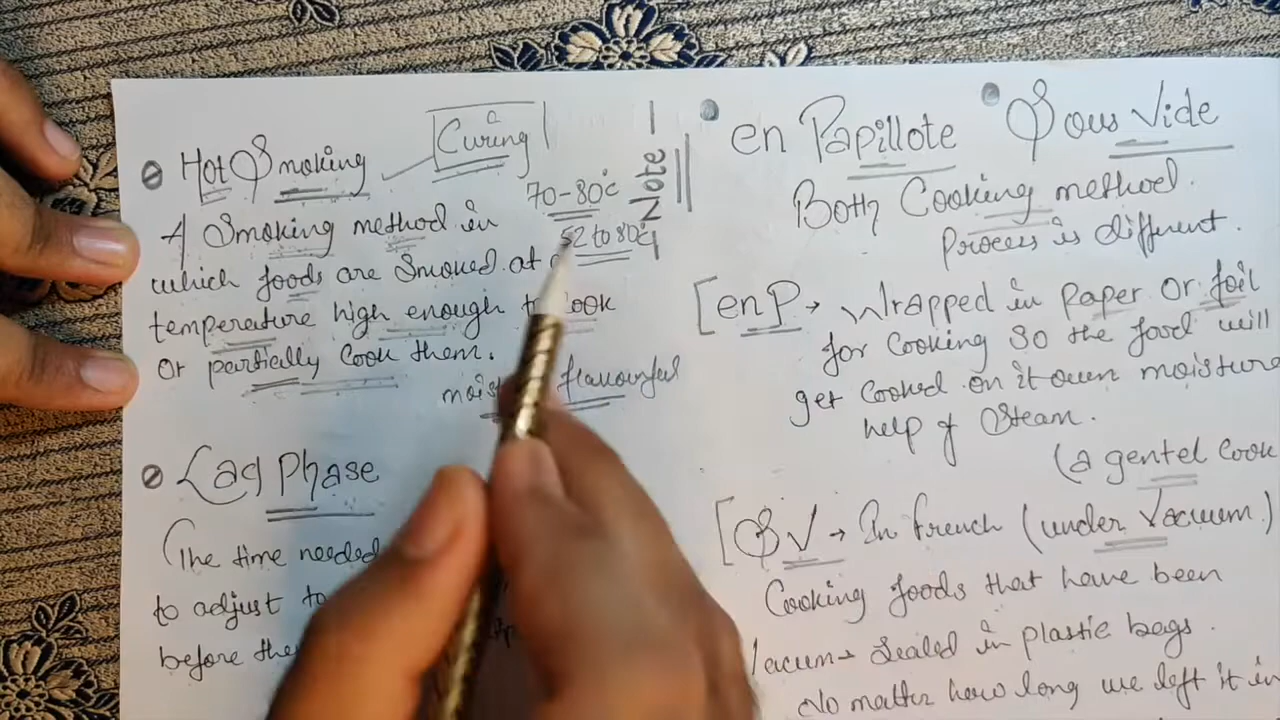 Curing
Hot Smoking
70-80°c
A Smoking method in
52 to 80°c
which foods are Smoked at a
temperature high enough to cook
or partially Cook them.
flavourful
Note
Lag Phase
(The time needed
to adjust to
before the
en Papillote
Sous Vide
Both Cooking method.
Process is different.
[en P → Wrapped in Paper or foil
for Cooking So the food will
get Cooked on it own moisture
help of Steam.
(a gentel Cook
[SV → In french (under Vacuum)
Cooking foods that have been
Sealed in plastic bags.
No matter how long we left it in